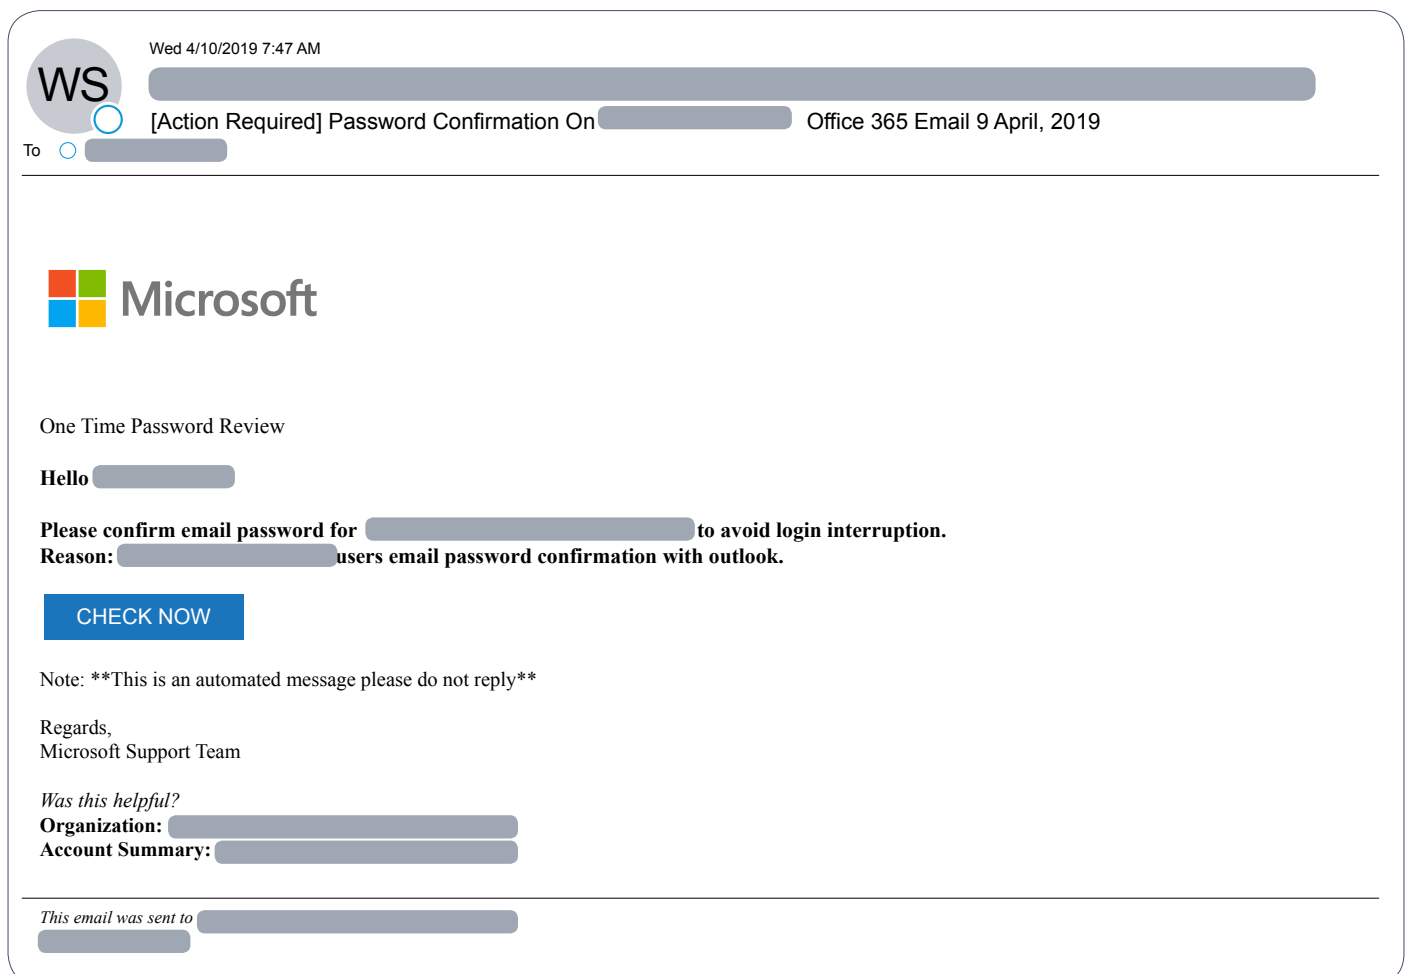 Wed 4/10/2019 7:47 AM
WS
[Action Required] Password Confirmation On Office 365 Email 9 April, 2019
To
Microsoft
One Time Password Review
Hello
Please confirm email password for to avoid login interruption.
Reason: users email password confirmation with outlook.
CHECK NOW
Note: **This is an automated message please do not reply**
Regards,
Microsoft Support Team
Was this helpful?
Organization:
Account Summary:
This email was sent to